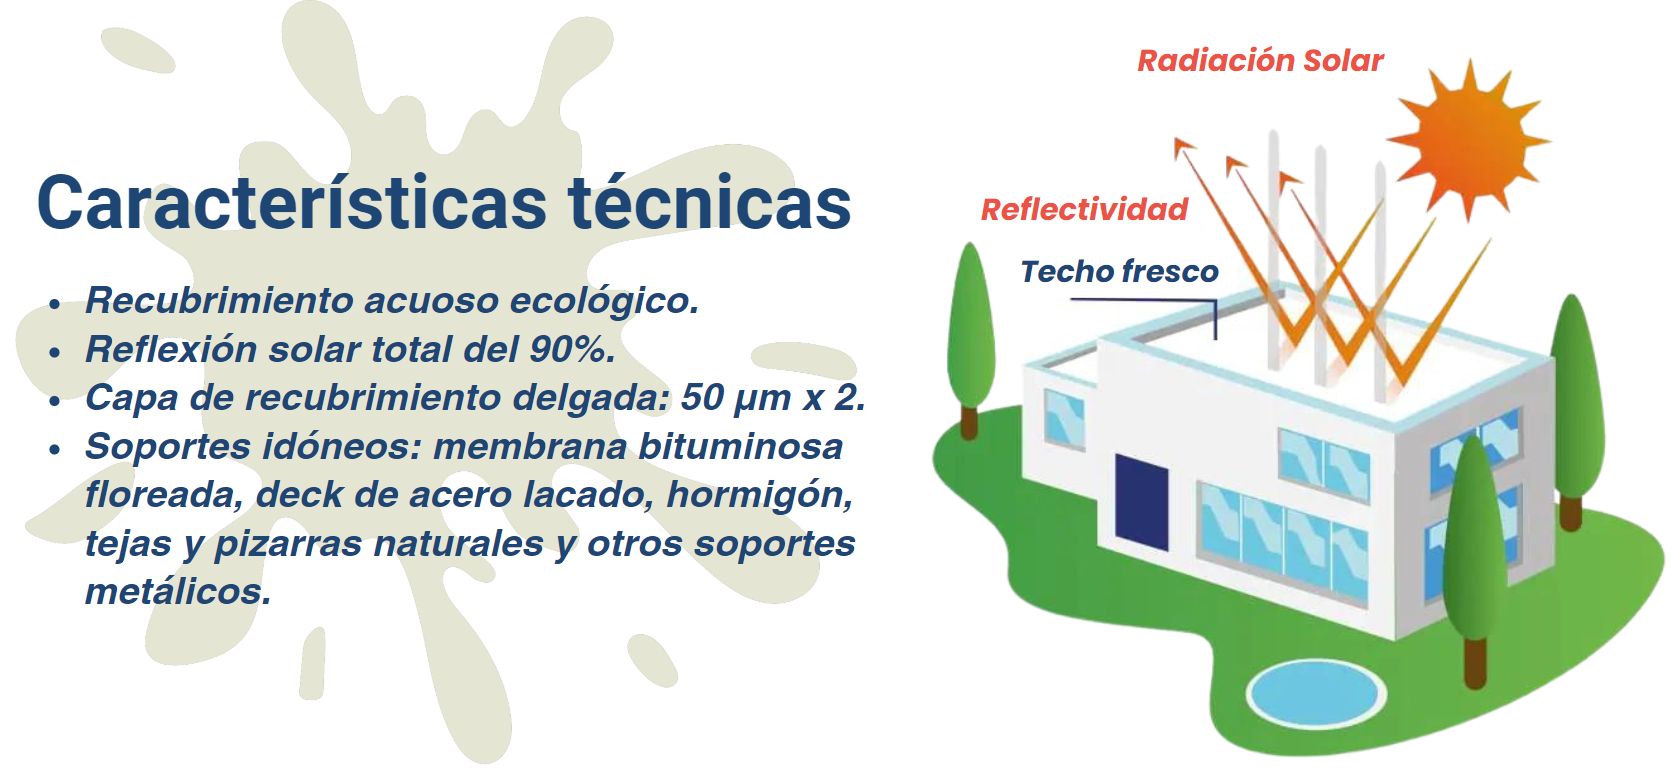 Características técnicas
• Recubrimiento acuoso ecológico.
• Reflexión solar total del 90%.
• Capa de recubrimiento delgada: 50 µm x 2.
• Soportes idóneos: membrana bituminosa
floreada, deck de acero lacado, hormigón,
tejas y pizarras naturales y otros soportes
metálicos.
Radiación Solar
Reflectividad
Techo fresco